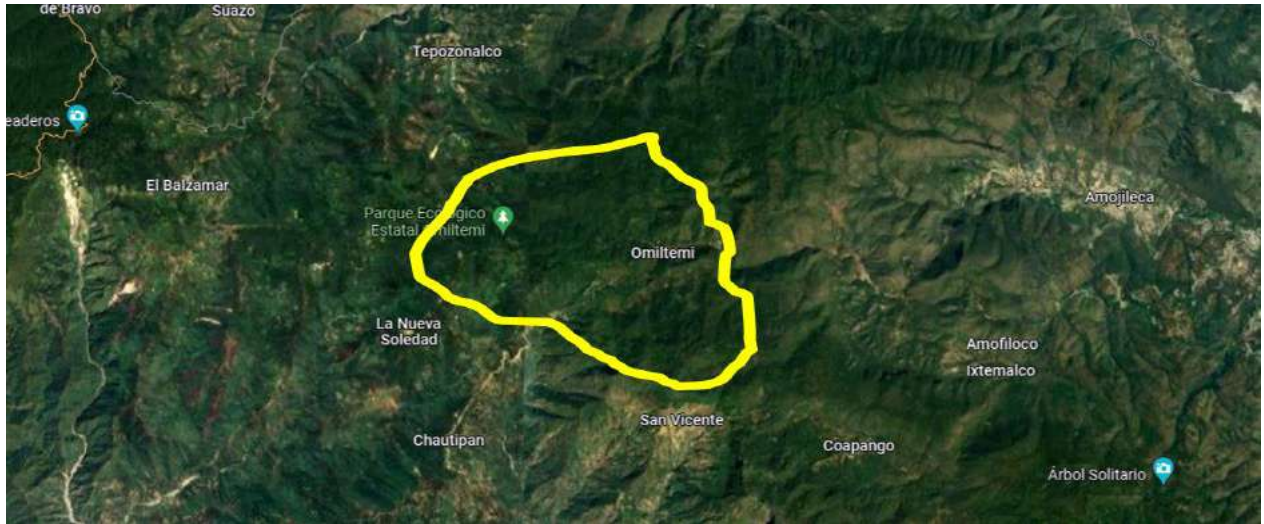 de Bravo
Suazo
Tepozonalco
eaderos
El Balzamar
Amojileca
Parque Ecológico
Estatal Omiltemi
Omiltemi
La Nueva
Soledad
Amofiloco
Ixtemalco
San Vicente
Chautipan
Coapango
Árbol Solitario